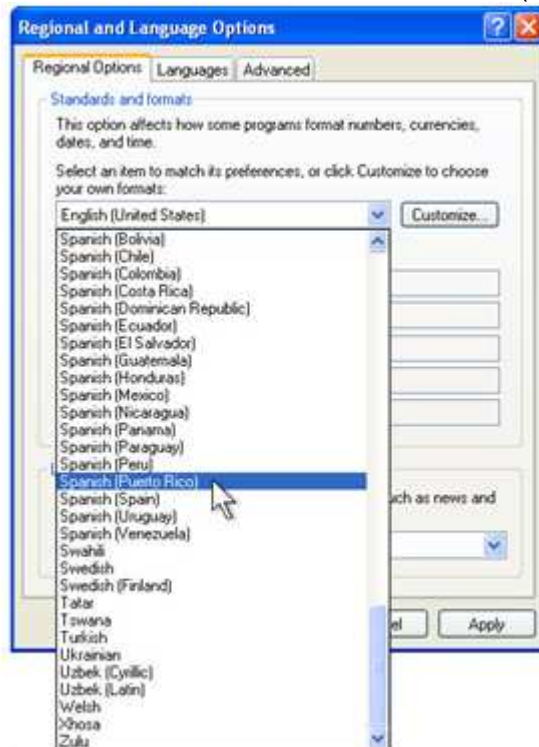 Regional and Language Options
Regional Options Languages Advanced
Standards and formats
This option affects how some programs format numbers, currencies,
dates, and time.
Select an item to match its preferences, or click Customize to choose
your own formats:
English (United States) Customize...
Spanish (Bolivia)
Spanish (Chile)
Spanish (Colombia)
Spanish (Costa Rica)
Spanish (Dominican Republic)
Spanish (Ecuador)
Spanish (El Salvador)
Spanish (Guatemala)
Spanish (Honduras)
Spanish (Mexico)
Spanish (Nicaragua)
Spanish (Panama)
Spanish (Paraguay)
Spanish (Peru)
Spanish (Puerto Rico)
Spanish (Spain)
such as news and
Spanish (Uruguay)
Spanish (Venezuela)
Swahili
Swedish
Swedish (Finland)
Tatar
Tswana
Apply
Turkish
Ukrainian
Uzbek (Cyrillic)
Uzbek (Latin)
Welsh
Xhosa
Zulu